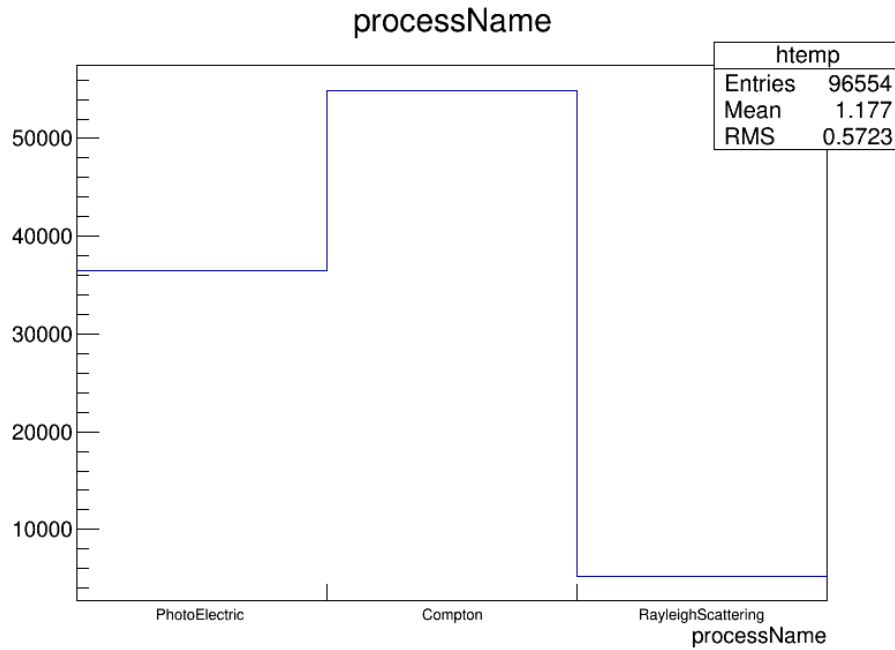 processName
htemp
Entries 96554
Mean 1.177
RMS 0.5723
50000
40000
30000
20000
10000
PhotoElectric Compton RayleighScattering
processName